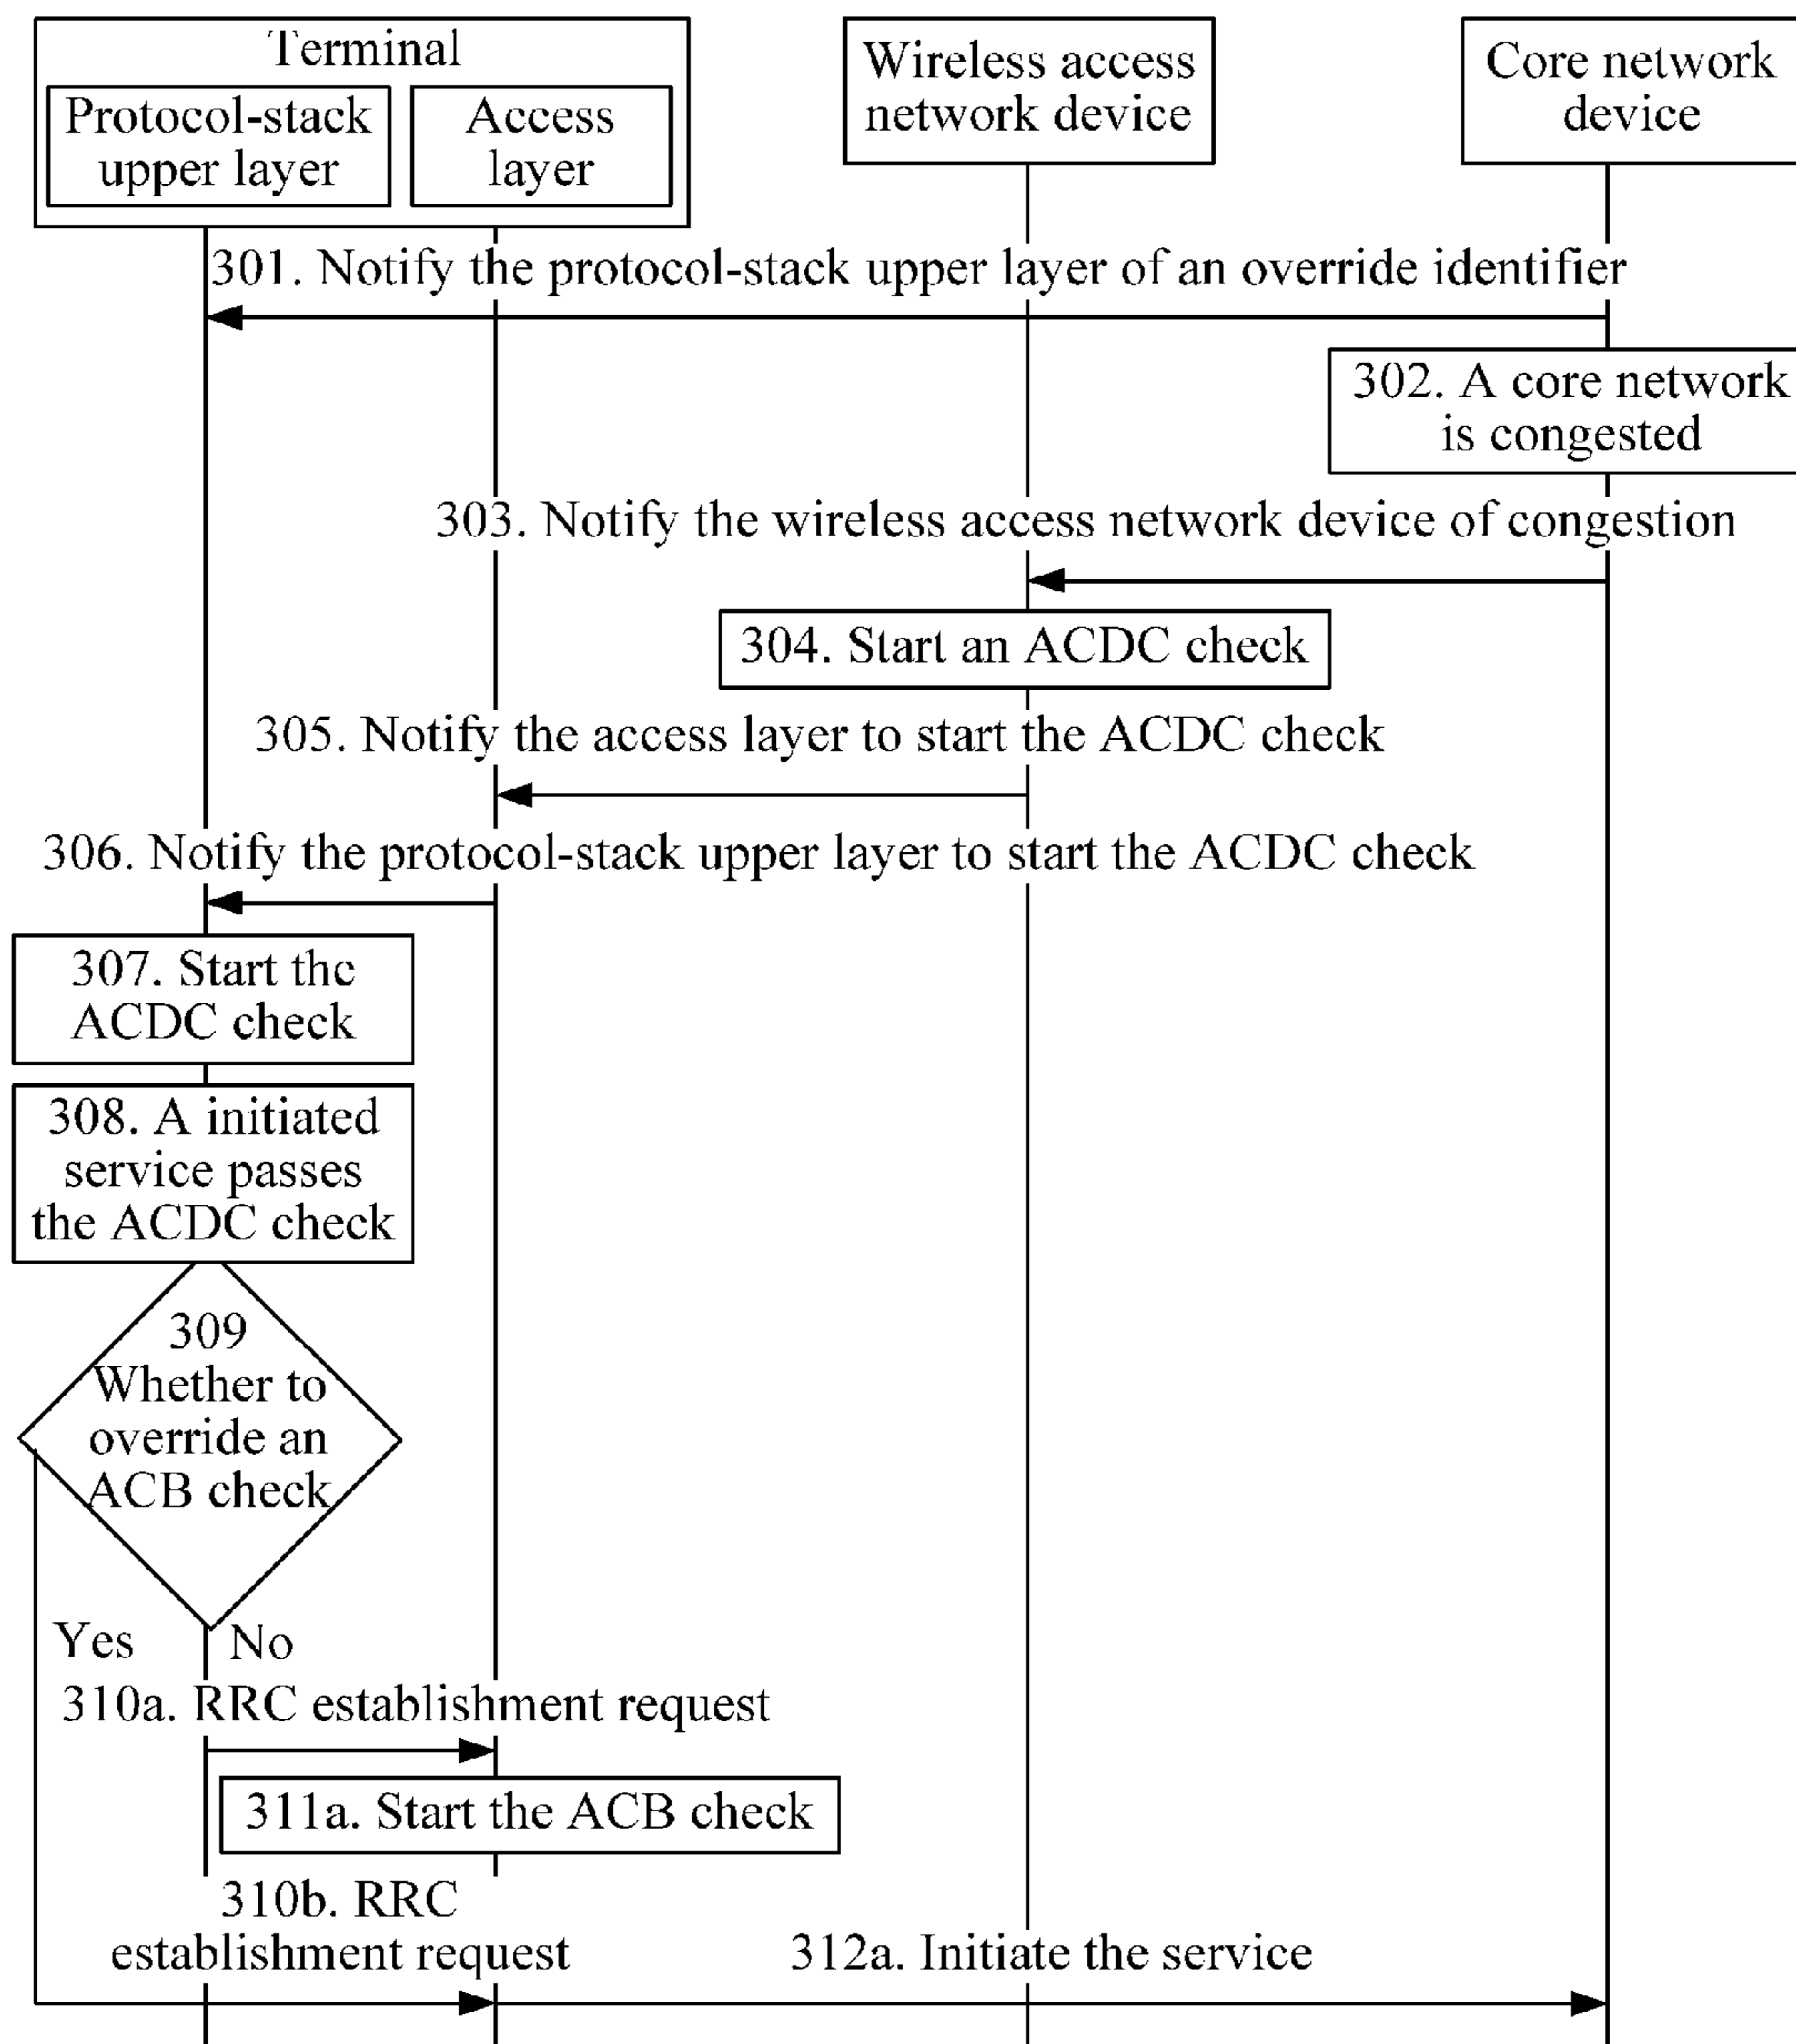 Terminal
Protocol-stack
upper layer
Access
layer
Wireless access
network device
Core network
device
301. Notify the protocol-stack upper layer of an override identifier
302. A core network
is congested
303. Notify the wireless access network device of congestion
304. Start an ACDC check
305. Notify the access layer to start the ACDC check
306. Notify the protocol-stack upper layer to start the ACDC check
307. Start the
ACDC check
308. A initiated
service passes
the ACDC check
309
Whether to
override an
ACB check
Yes
No
310a. RRC establishment request
311a. Start the ACB check
310b. RRC
establishment request
312a. Initiate the service